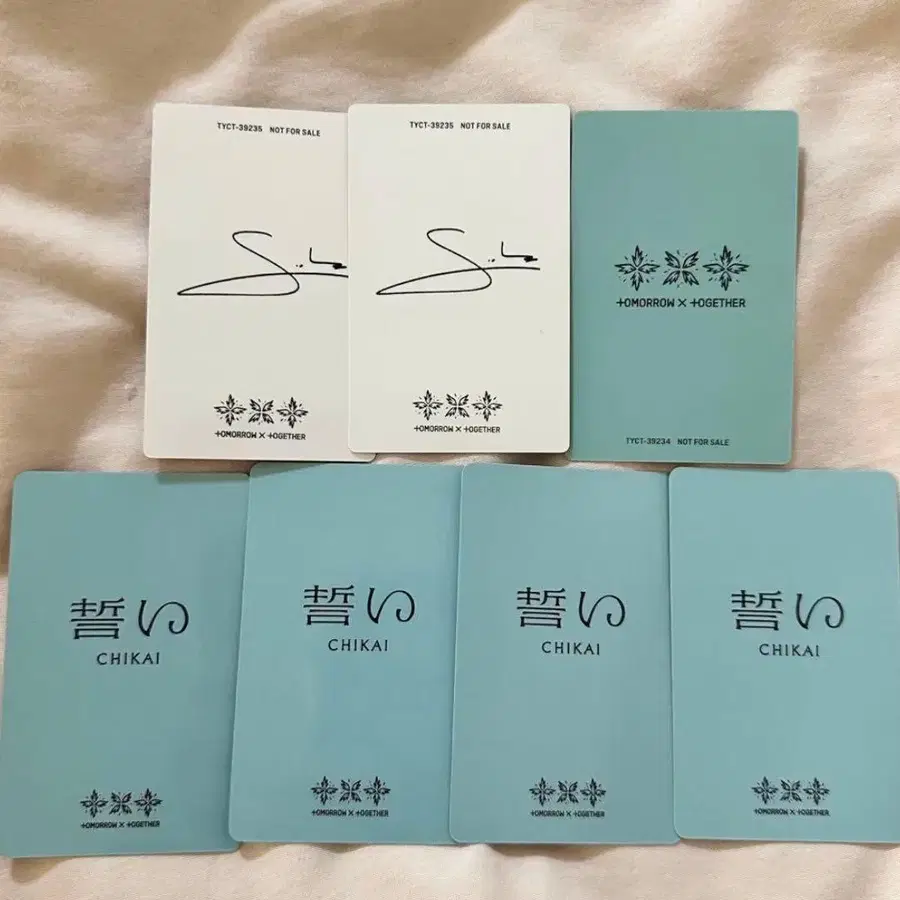 TYCT-39235 NOT FOR SALE
TOMORROW X TOGETHER
TYCT-39235 NOT FOR SALE
TOMORROW X TOGETHER
TOMORROW X TOGETHER
TYCT-39234 NOT FOR SALE
誓い
CHIKAI
TOMORROW X TOGETHER
誓い
CHIKAI
TOMORROW X TOGETHER
誓い
CHIKAI
TOMORROW X TOGETHER
誓い
CHIKAI
TOMORROW X TOGETHER